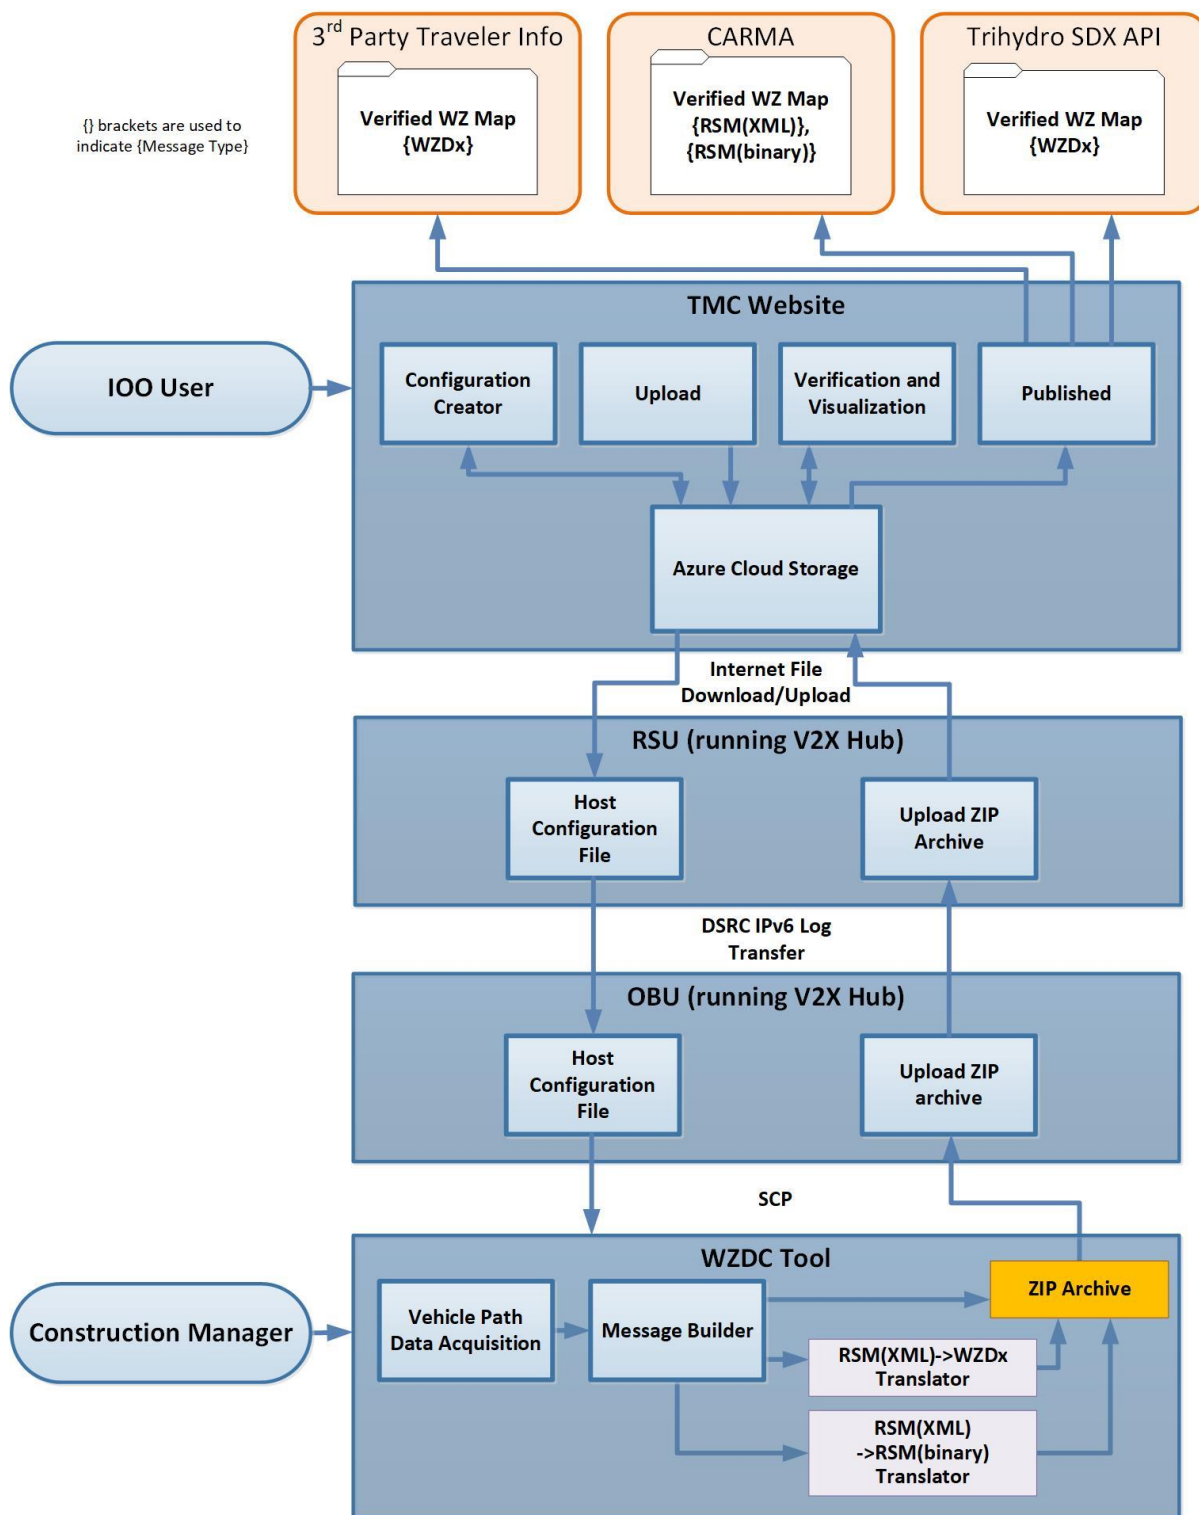 3rd Party Traveler Info
CARMA
Trihydro SDX API
{} brackets are used to
indicate {Message Type}
Verified WZ Map
{WZDx}
Verified WZ Map
{RSM(XML)},
{RSM(binary)}
Verified WZ Map
{WZDx}
TMC Website
IOO User
Configuration
Creator
Upload
Verification and
Visualization
Published
Azure Cloud Storage
Internet File
Download/Upload
RSU (running V2X Hub)
Host
Configuration
File
Upload ZIP
Archive
DSRC IPv6 Log
Transfer
OBU (running V2X Hub)
Host
Configuration
File
Upload ZIP
archive
SCP
WZDC Tool
Construction Manager
Vehicle Path
Data Acquisition
Message Builder
ZIP Archive
RSM(XML)->WZDx
Translator
RSM(XML)
->RSM(binary)
Translator